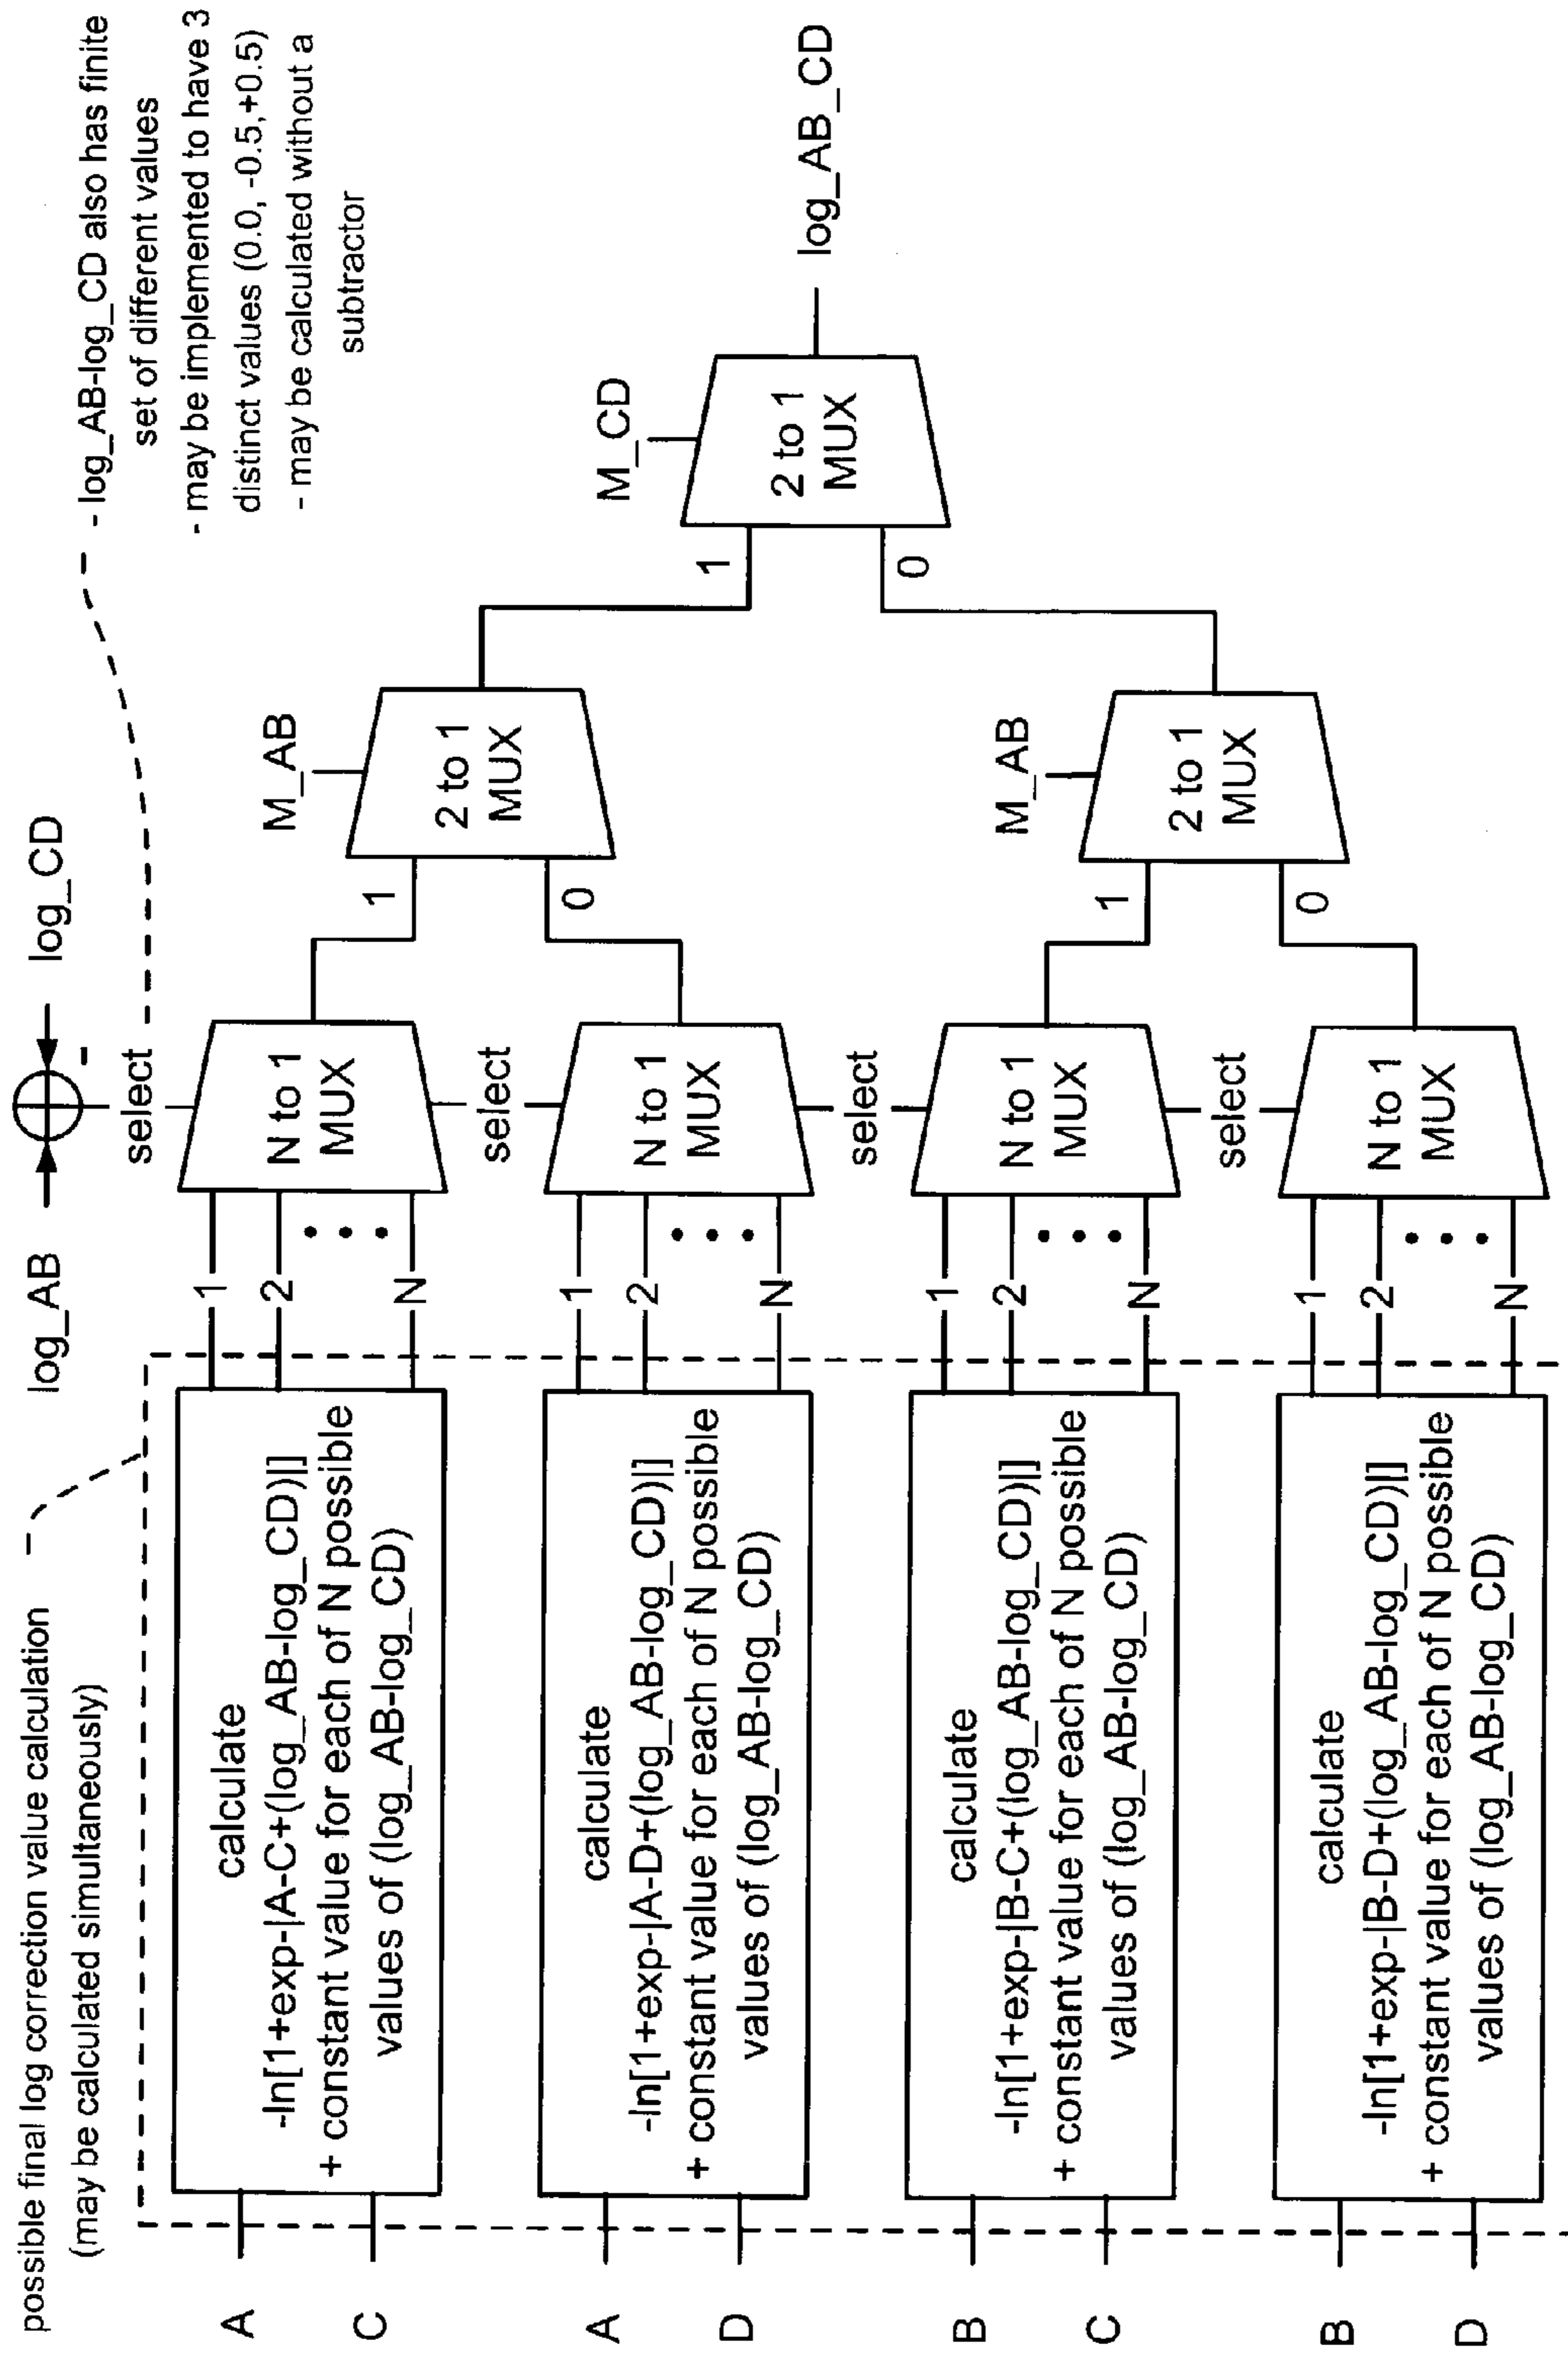 possible final log correction value calculation
(may be calculated simultaneously)
log_AB
log_CD
-
- log_AB-log_CD also has finite
set of different values
- may be implemented to have 3
distinct values (0.0, -0.5,+0.5)
- may be calculated without a
subtractor
A
C
calculate
-ln[1+exp-|A-C+(log_AB-log_CD)|]
+ constant value for each of N possible
values of (log_AB-log_CD)
1
2
N
select
N to 1
MUX
A
D
calculate
-ln[1+exp-|A-D+(log_AB-log_CD)|]
+ constant value for each of N possible
values of (log_AB-log_CD)
1
2
N
select
N to 1
MUX
1
0
M_AB
2 to 1
MUX
B
C
calculate
-ln[1+exp-|B-C+(log_AB-log_CD)|]
+ constant value for each of N possible
values of (log_AB-log_CD)
1
2
N
select
N to 1
MUX
B
D
calculate
-ln[1+exp-|B-D+(log_AB-log_CD)|]
+ constant value for each of N possible
values of (log_AB-log_CD)
1
2
N
select
N to 1
MUX
1
0
M_AB
2 to 1
MUX
1
0
M_CD
2 to 1
MUX
log_AB_CD